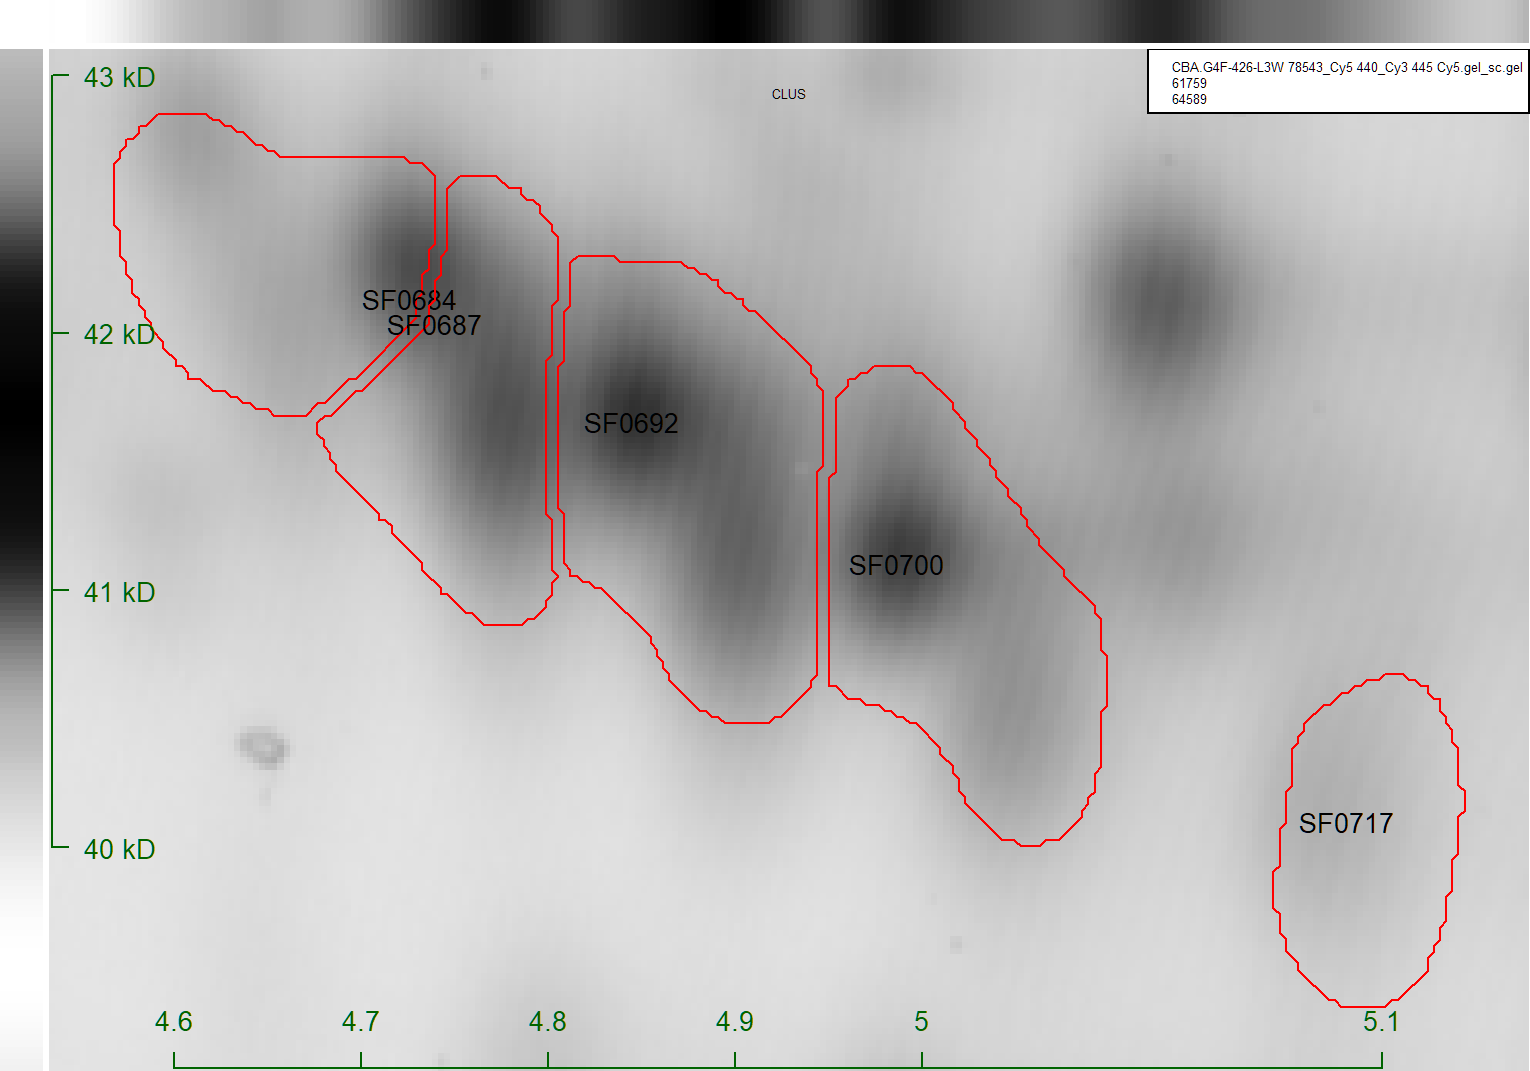 CBA.G4F-426-L3W 78543_Cy5 440_Cy3 445 Cy5.gel_sc.gel
61759
64589
43 kD
CLUS
SF0684
SF0687
42 kD
SF0692
SF0700
41 kD
SF0717
40 kD
4.6 4.7 4.8 4.9 5 5.1